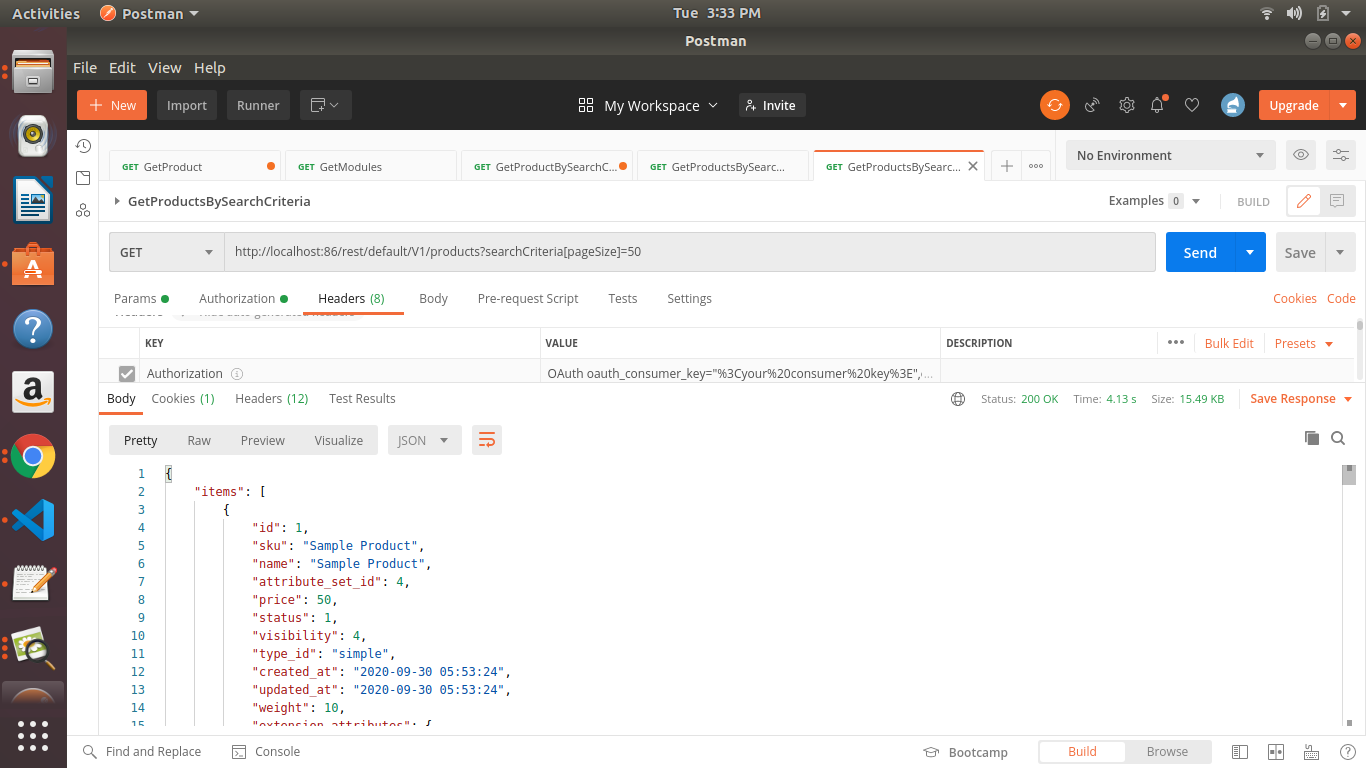 Activities Postman Tue 3:33 PM
Postman
File Edit View Help
New Import Runner My Workspace Invite Upgrade
GET GetProduct GET GetModules GET GetProductBySearchC... GET GetProductsBySearc... GET GetProductsBySearc... No Environment
GetProductsBySearchCriteria Examples 0 BUILD
GET http://localhost:86/rest/default/V1/products?searchCriteria[pageSize]=50 Send Save
Params Authorization Headers (8) Body Pre-request Script Tests Settings Cookies Code
KEY VALUE DESCRIPTION Bulk Edit Presets
Authorization OAuth oauth_consumer_key="%3Cyour%20consumer%20key%3E",...
Body Cookies (1) Headers (12) Test Results Status: 200 OK Time: 4.13 s Size: 15.49 KB Save Response
Pretty Raw Preview Visualize JSON
1 {
2 "items": [
3 {
4 "id": 1,
5 "sku": "Sample Product",
6 "name": "Sample Product",
7 "attribute_set_id": 4,
8 "price": 50,
9 "status": 1,
10 "visibility": 4,
11 "type_id": "simple",
12 "created_at": "2020-09-30 05:53:24",
13 "updated_at": "2020-09-30 05:53:24",
14 "weight": 10,
15 "extension_attributes": {
Find and Replace Console Bootcamp Build Browse